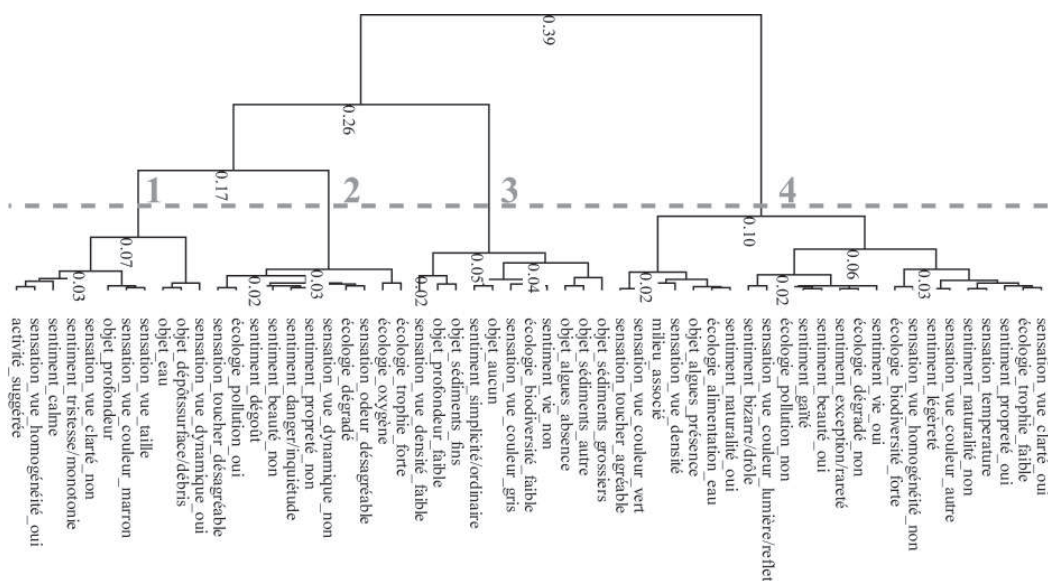 0.39
0.26
0.17
1
2
3
4
0.10
0.07
0.06
0.05
0.04
0.03
0.03
0.03
0.02
0.02
0.02
0.02
activité_suggérée
sensation_vue_homogénéité_oui
sentiment_calme
sentiment_tristesse/monotonie
sensation_vue_clarté_non
objet_profondeur
sensation_vue_couleur_marron
sensation_vue_taille
objet_eau
objet_dépôtssurface/débris
sensation_vue_dynamique_oui
sensation_toucher_désagréable
écologie_pollution_oui
sentiment_dégoût
sentiment_beauté_non
sentiment_danger/inquiétude
sentiment_propreté_non
sensation_vue_dynamique_non
écologie_dégradé
sensation_odeur_désagréable
écologie_oxygène
écologie_trophie_forte
sensation_vue_densité_faible
objet_profondeur_faible
objet_sédiments_fins
sentiment_simplicité/ordinaire
objet_aucun
sensation_vue_couleur_gris
écologie_biodiversité_faible
sentiment_vie_non
objet_algues_absence
objet_sédiments_autre
objet_sédiments_grossiers
sensation_toucher_agréable
sensation_vue_couleur_vert
milieu_associé
sensation_vue_densité
objet_algues_présence
écologie_alimentation_eau
sentiment_naturalité_oui
sentiment_bizarre/drôle
sensation_vue_couleur_lumière/reflet
écologie_pollution_non
sentiment_gaîté
sentiment_beauté_oui
sentiment_exception/rareté
écologie_dégradé_non
sentiment_vie_oui
écologie_biodiversité_forte
sensation_vue_homogénéité_non
sentiment_légèreté
sensation_vue_couleur_autre
sentiment_naturalité_non
sensation_temperature
sentiment_propreté_oui
écologie_trophie_faible
sensation_vue_clarté_oui